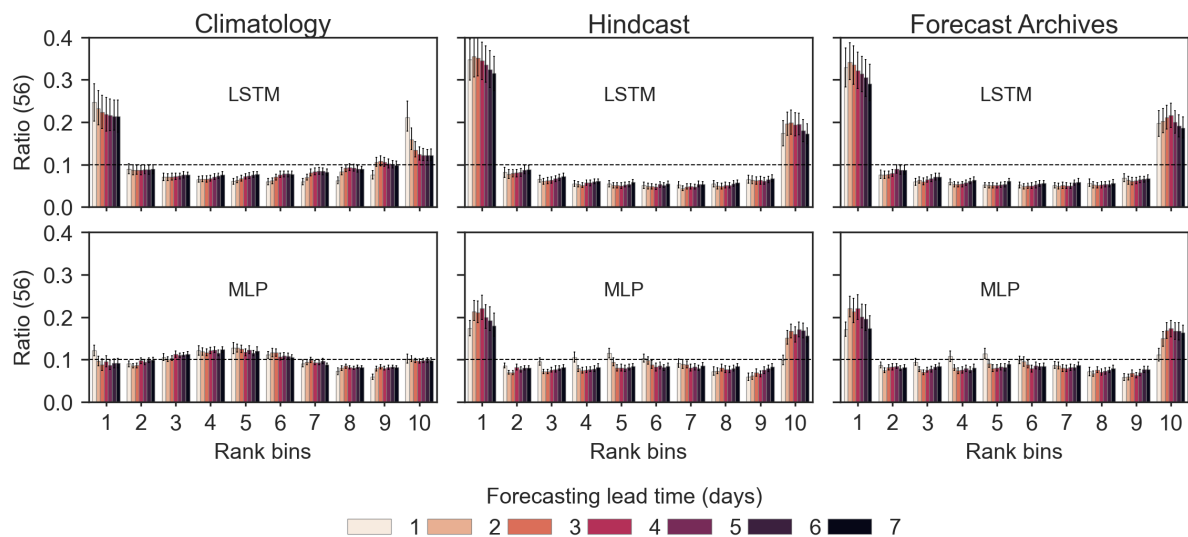 Climatology Hindcast Forecast Archives
Ratio (56)
0.4
0.3
0.2
0.1
0.0
LSTM LSTM LSTM
Ratio (56)
0.4
0.3
0.2
0.1
0.0
MLP MLP MLP
1 2 3 4 5 6 7 8 9 10 1 2 3 4 5 6 7 8 9 10 1 2 3 4 5 6 7 8 9 10
Rank bins Rank bins Rank bins
Forecasting lead time (days)
1 2 3 4 5 6 7